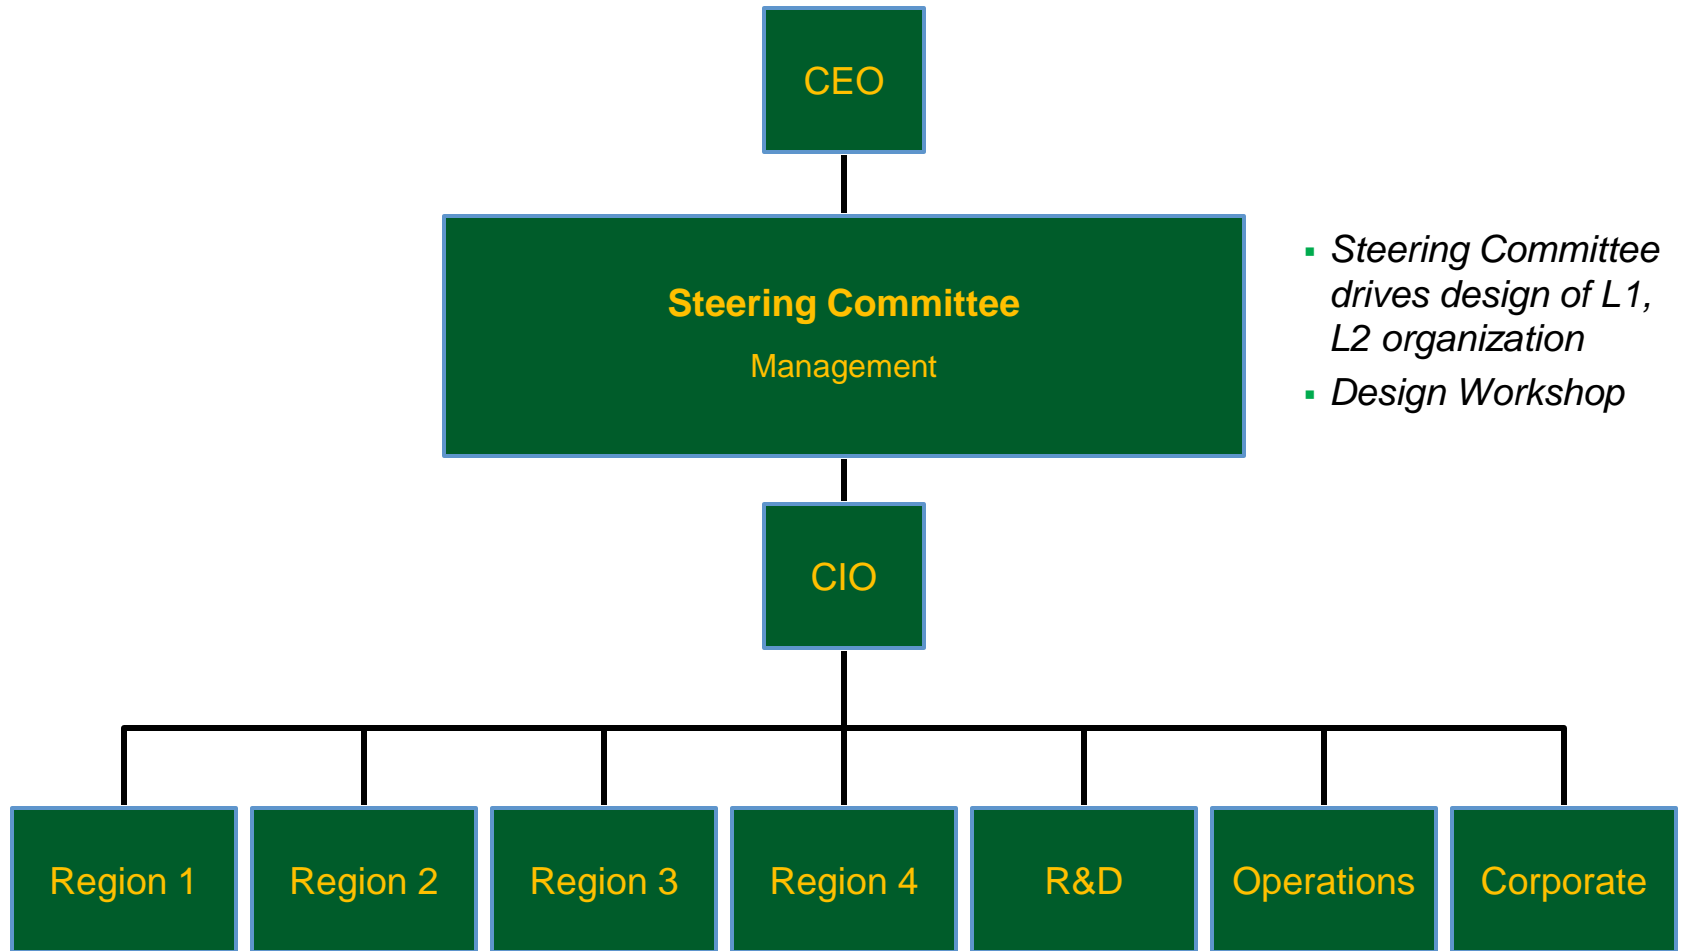 CEO
Steering Committee
Management
▪ Steering Committee
drives design of L1,
L2 organization
▪ Design Workshop
CIO
Region 1
Region 2
Region 3
Region 4
R&D
Operations
Corporate